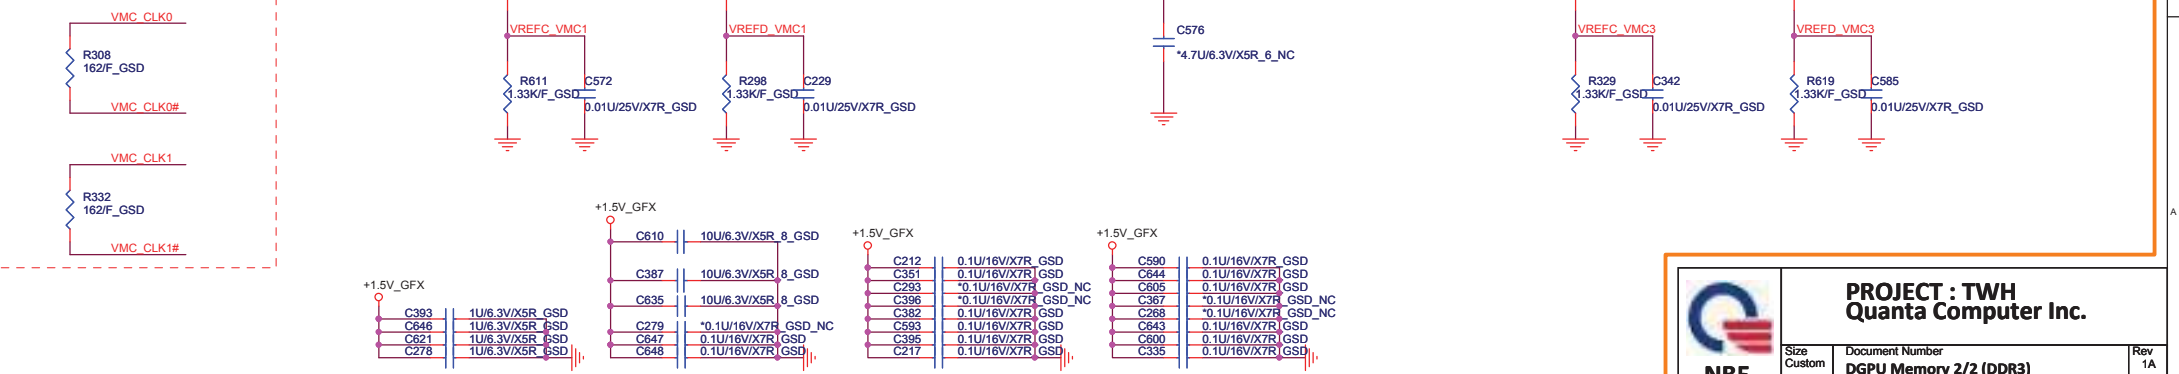 VMC_CLK0
R308
162/F_GSD
VMC_CLK0#
VMC_CLK1
R332
162/F_GSD
VMC_CLK1#
VREFC_VMC1
R611
1.33K/F_GSD
C572
0.01U/25V/X7R_GSD
VREFD_VMC1
R298
1.33K/F_GSD
C229
0.01U/25V/X7R_GSD
C576
*4.7U/6.3V/X5R_6_NC
VREFC_VMC3
R329
1.33K/F_GSD
C342
0.01U/25V/X7R_GSD
VREFD_VMC3
R619
1.33K/F_GSD
C585
0.01U/25V/X7R_GSD
A
+1.5V_GFX
C393 1U/6.3V/X5R_GSD
C646 1U/6.3V/X5R_GSD
C621 1U/6.3V/X5R_GSD
C278 1U/6.3V/X5R_GSD
+1.5V_GFX
C610 10U/6.3V/X5R_8_GSD
C387 10U/6.3V/X5R_8_GSD
C635 10U/6.3V/X5R_8_GSD
C279 *0.1U/16V/X7R_GSD_NC
C647 0.1U/16V/X7R_GSD
C648 0.1U/16V/X7R_GSD
+1.5V_GFX
C212 0.1U/16V/X7R_GSD
C351 0.1U/16V/X7R_GSD
C293 *0.1U/16V/X7R_GSD_NC
C396 *0.1U/16V/X7R_GSD_NC
C382 0.1U/16V/X7R_GSD
C593 0.1U/16V/X7R_GSD
C395 0.1U/16V/X7R_GSD
C217 0.1U/16V/X7R_GSD
+1.5V_GFX
C590 0.1U/16V/X7R_GSD
C644 0.1U/16V/X7R_GSD
C605 0.1U/16V/X7R_GSD
C367 *0.1U/16V/X7R_GSD_NC
C268 *0.1U/16V/X7R_GSD_NC
C643 0.1U/16V/X7R_GSD
C600 0.1U/16V/X7R_GSD
C335 0.1U/16V/X7R_GSD
PROJECT : TWH
Quanta Computer Inc.
Size
Custom
Document Number
DGPU Memory 2/2 (DDR3)
Rev
1A